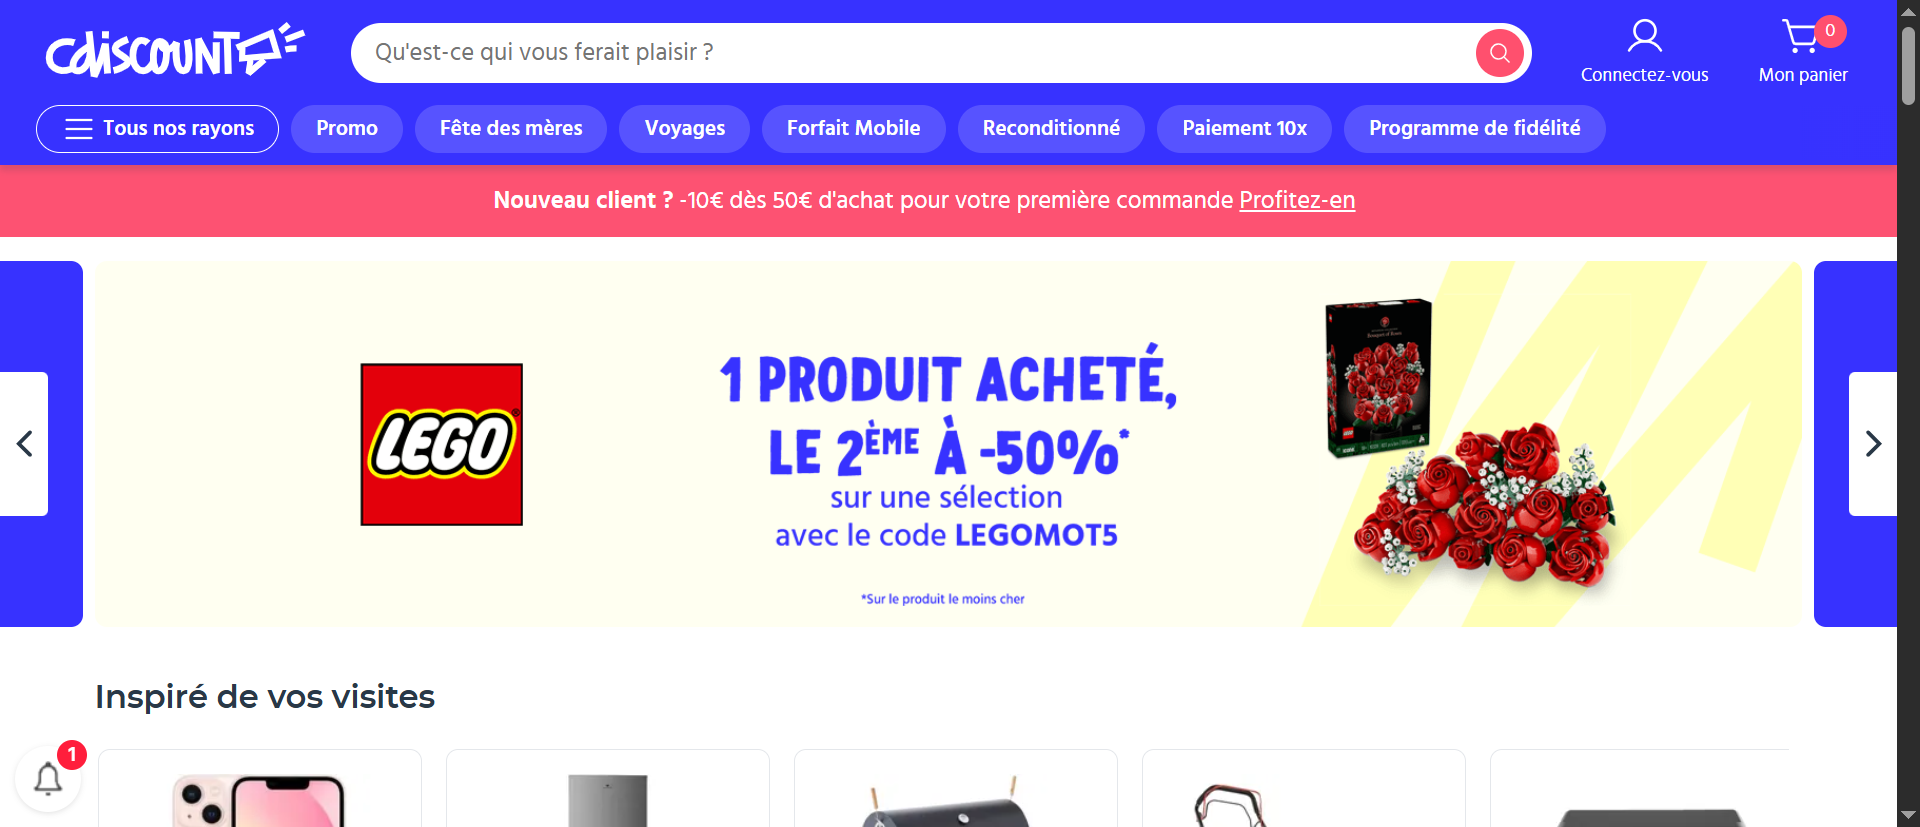 cdiscount
Qu'est-ce qui vous ferait plaisir ?
Connectez-vous
0
Mon panier
Tous nos rayons
Promo
Fête des mères
Voyages
Forfait Mobile
Reconditionné
Paiement 10x
Programme de fidélité
Nouveau client ? -10€ dès 50€ d'achat pour votre première commande Profitez-en
LEGO
1 PRODUIT ACHETÉ,
LE 2ÈME À -50%*
sur une sélection
avec le code LEGOMOT5
*Sur le produit le moins cher
Inspiré de vos visites
1